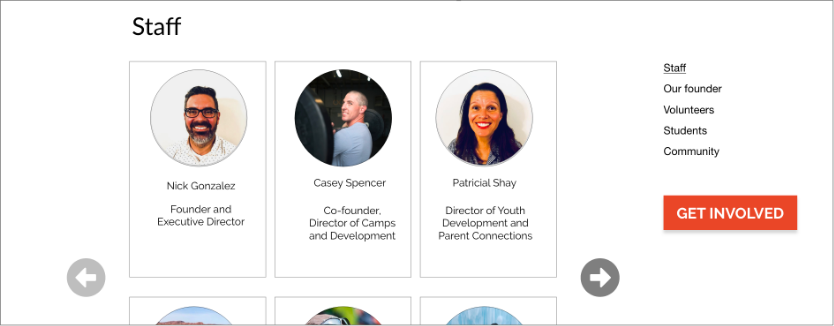 Staff
Nick Gonzalez
Founder and
Executive Director
Casey Spencer
Co-founder,
Director of Camps
and Development
Patricial Shay
Director of Youth
Development and
Parent Connections
Staff
Our founder
Volunteers
Students
Community
GET INVOLVED